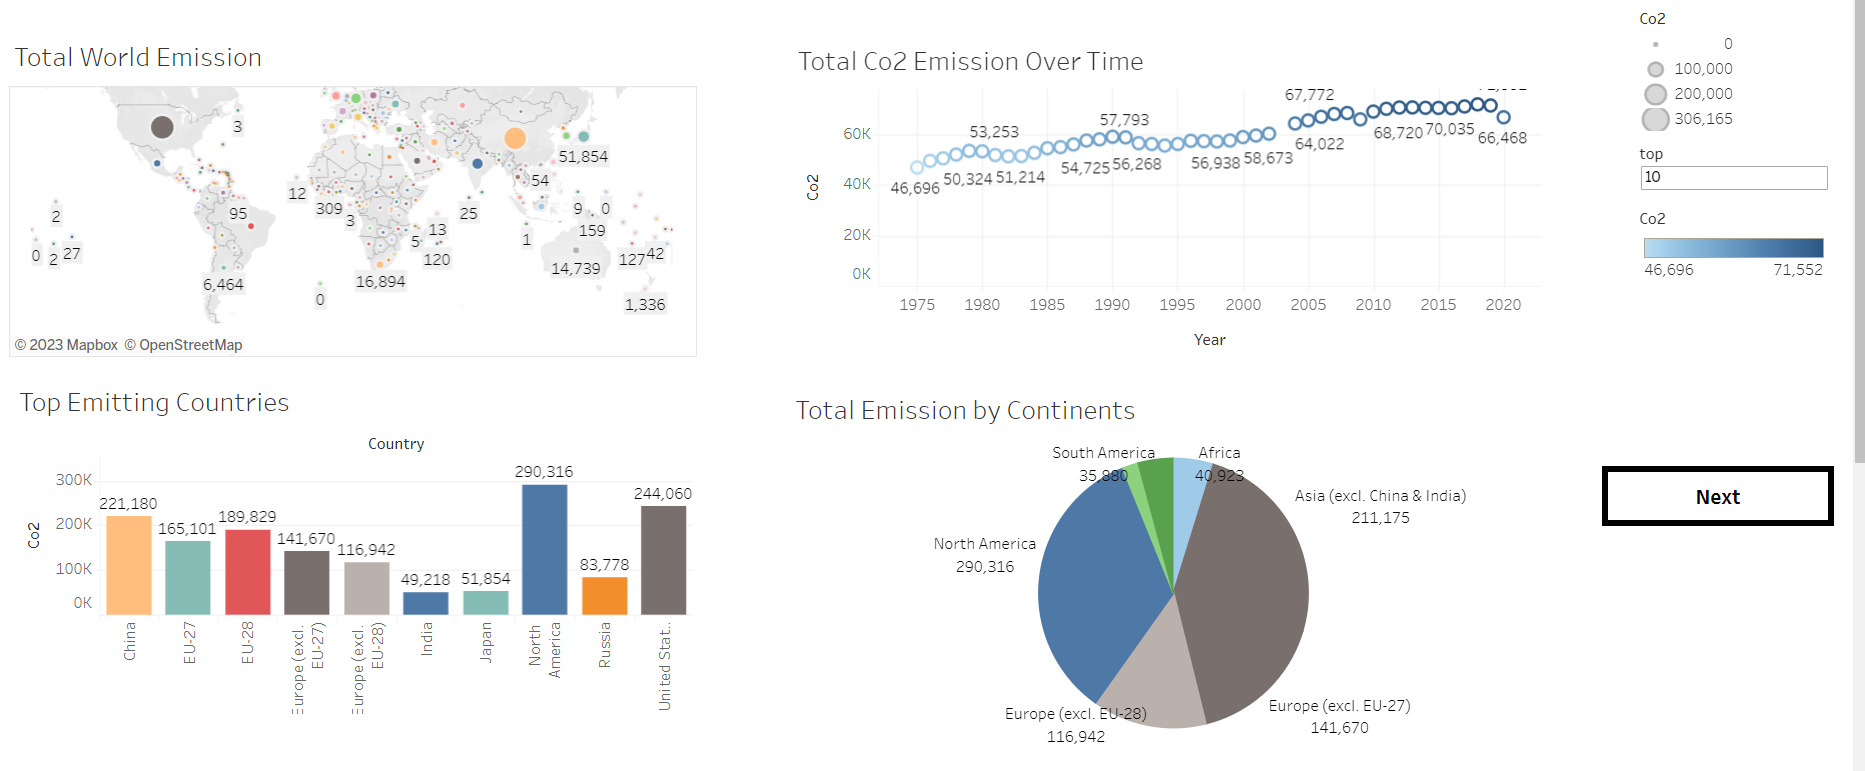 Total World Emission
3
51,854
54
12
309
3
95
25
9
0
2
159
13
5
1
120
0
2
27
127
42
14,739
6,464
16,894
0
1,336
© 2023 Mapbox © OpenStreetMap
Total Co2 Emission Over Time
Co2
60K
40K
20K
0K
67,772
57,793
53,253
68,720
70,035
66,468
64,022
54,725
56,268
56,938
58,673
46,696
50,324
51,214
1975
1980
1985
1990
1995
2000
2005
2010
2015
2020
Year
Co2
0
100,000
200,000
306,165
top
10
Co2
46,696
71,552
Top Emitting Countries
Country
Co2
300K
200K
100K
0K
221,180
165,101
189,829
141,670
116,942
49,218
51,854
290,316
83,778
244,060
China
EU-27
EU-28
Europe (excl.
EU-27)
Europe (excl.
EU-28)
India
Japan
North
America
Russia
United Stat..
Total Emission by Continents
South America
35,880
Africa
40,923
Asia (excl. China & India)
211,175
North America
290,316
Europe (excl. EU-28)
116,942
Europe (excl. EU-27)
141,670
Next